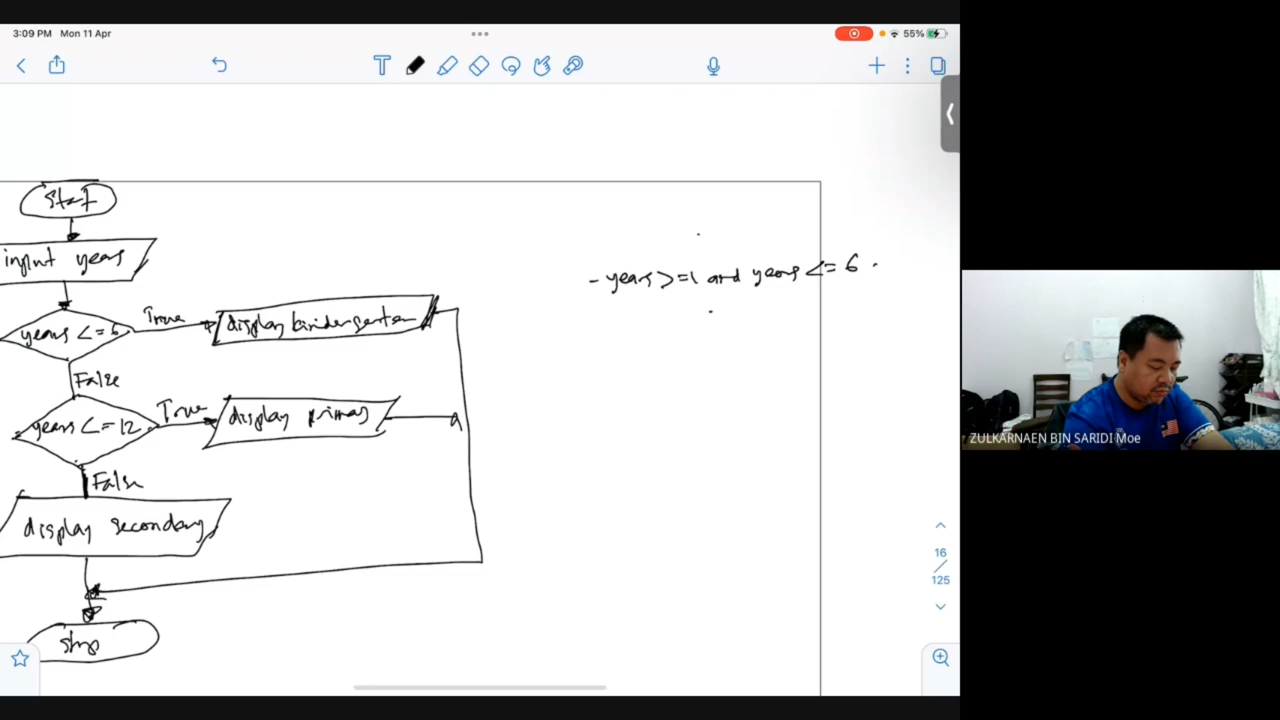 3:09 PM Mon 11 Apr
55%
start
input years
years <= 6
True
display kindergarten
False
years <= 12
True
display primary
False
display secondary
stop
- years >= 1 and years <= 6
16
125
ZULKARNAEN BIN SARIDI Moe